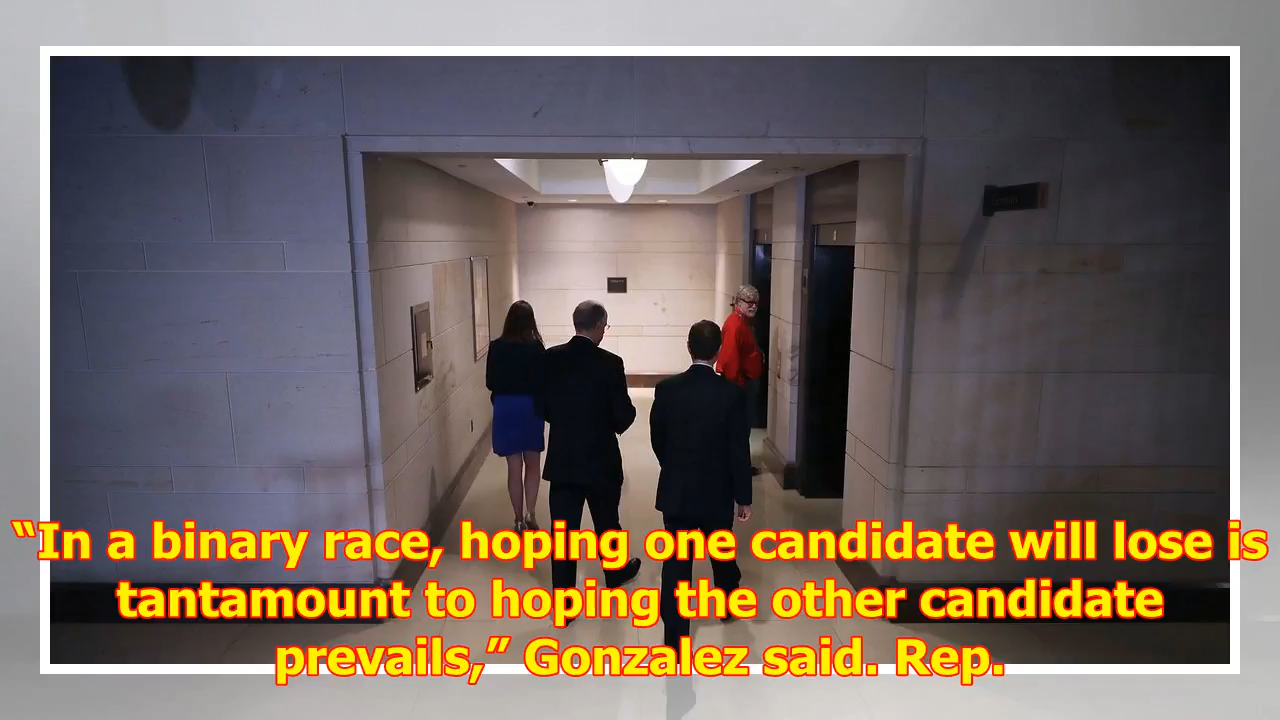 “In a binary race, hoping one candidate will lose is
tantamount to hoping the other candidate
prevails,” Gonzalez said. Rep.